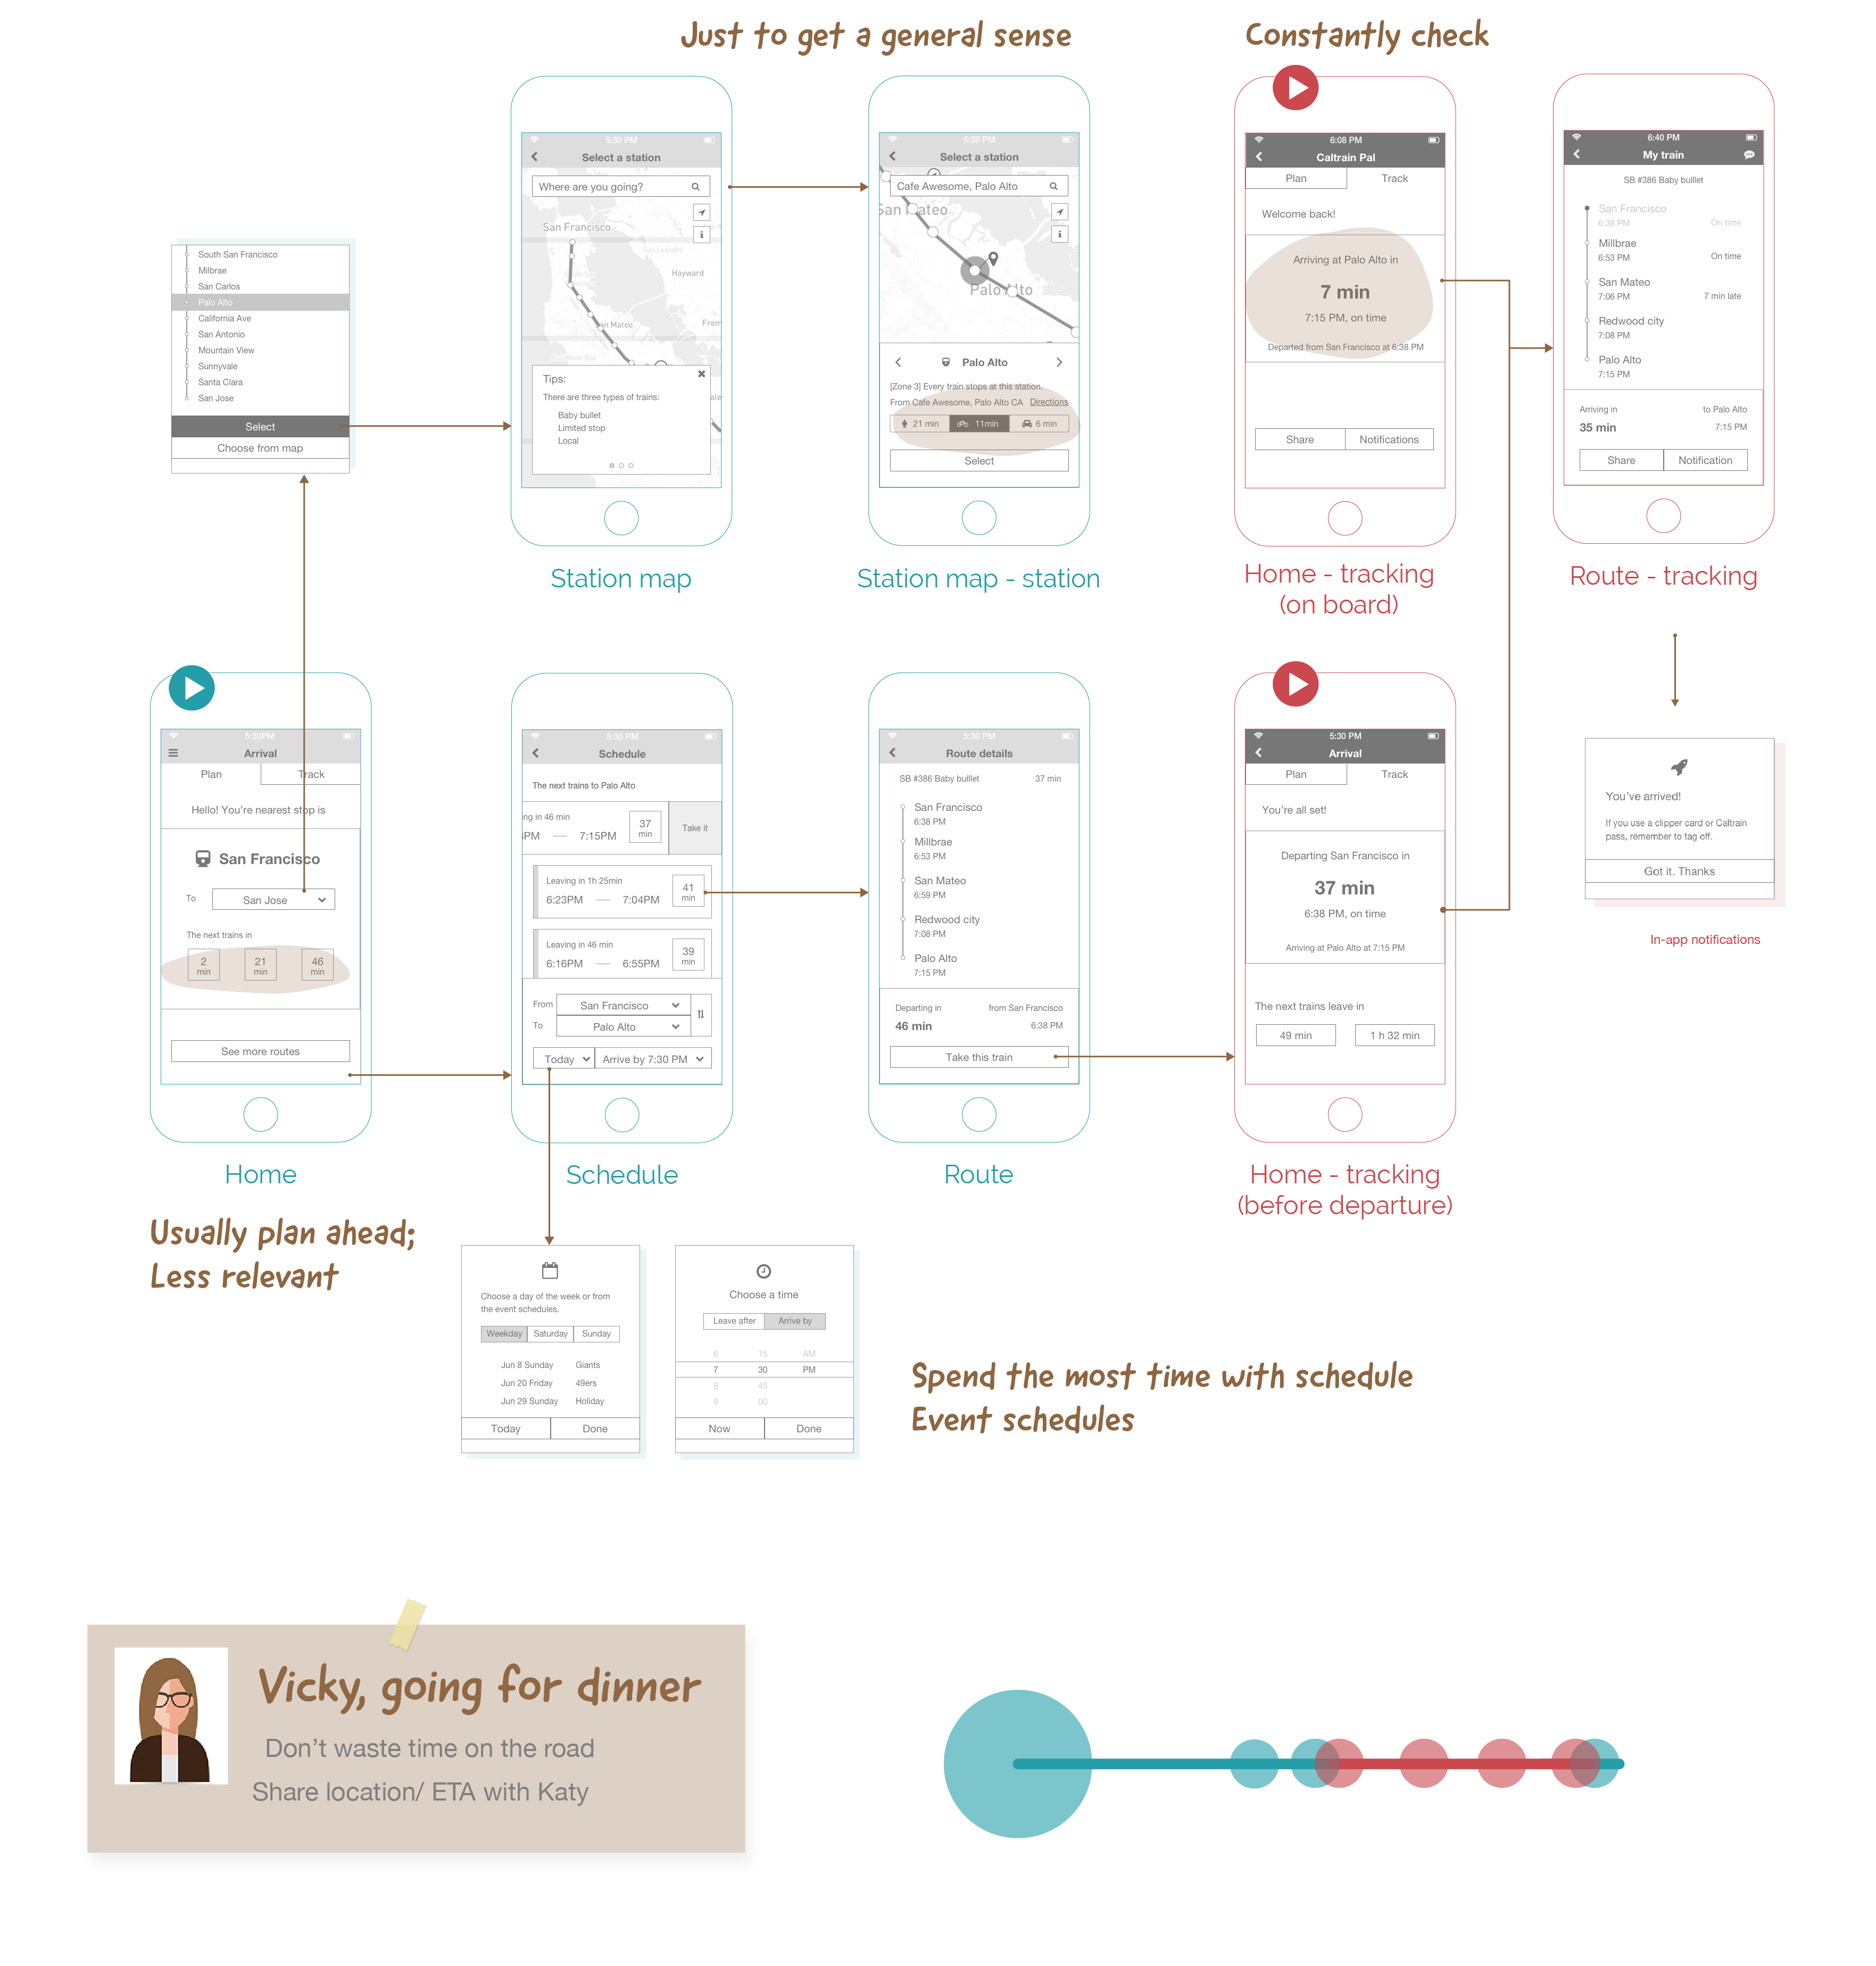 Just to get a general sense
Constantly check
South San Francisco
Milbrae
San Carlos
Palo Alto
California Ave
San Antonio
Mountain View
Sunnyvale
Santa Clara
San Jose
Select
Choose from map
5:30 PM
Select a station
Where are you going?
San Francisco
San Leandro
Hayward
San Mateo
Half Moon Bay
Tips:
There are three types of trains:
Baby bullet
Limited stop
Local
Station map
5:30 PM
Select a station
Cafe Awesome, Palo Alto
San Mateo
Palo Alto
Palo Alto
[Zone 3] Every train stops at this station.
From Cafe Awesome, Palo Alto CA Directions
21 min 11min 6 min
Select
Station map - station
6:08 PM
Caltrain Pal
Plan Track
Welcome back!
Arriving at Palo Alto in
7 min
7:15 PM, on time
Departed from San Francisco at 6:38 PM
Share Notifications
Home - tracking
(on board)
6:40 PM
My train
SB #386 Baby bulllet
San Francisco
6:38 PM On time
Millbrae
6:53 PM On time
San Mateo
7:06 PM 7 min late
Redwood city
7:08 PM
Palo Alto
7:15 PM
Arriving in to Palo Alto
35 min 7:15 PM
Share Notification
Route - tracking
5:30PM
Arrival
Plan Track
Hello! You're nearest stop is
San Francisco
To San Jose
The next trains in
2 min 21 min 46 min
See more routes
Home
5:30 PM
Schedule
The next trains to Palo Alto
ng in 46 min
PM — 7:15PM
37 min
Take it
Leaving in 1h 25min
6:23PM — 7:04PM
41 min
Leaving in 46 min
6:16PM — 6:55PM
39 min
From San Francisco
To Palo Alto
Today Arrive by 7:30 PM
Schedule
5:30 PM
Route details
SB #386 Baby bulllet 37 min
San Francisco
6:38 PM
Millbrae
6:53 PM
San Mateo
6:59 PM
Redwood city
7:08 PM
Palo Alto
7:15 PM
Departing in from San Francisco
46 min 6:38 PM
Take this train
Route
5:30 PM
Arrival
Plan Track
You're all set!
Departing San Francisco in
37 min
6:38 PM, on time
Arriving at Palo Alto at 7:15 PM
The next trains leave in
49 min 1 h 32 min
Home - tracking
(before departure)
You've arrived!
If you use a clipper card or Caltrain
pass, remember to tag off.
Got it. Thanks
In-app notifications
Usually plan ahead;
Less relevant
Choose a day of the week or from
the event schedules.
Weekday Saturday Sunday
Jun 8 Sunday Giants
Jun 20 Friday 49ers
Jun 29 Sunday Holiday
Today Done
Choose a time
Leave after Arrive by
6 15 AM
7 30 PM
8 45
9 00
Now Done
Spend the most time with schedule
Event schedules
Vicky, going for dinner
Don't waste time on the road
Share location/ ETA with Katy